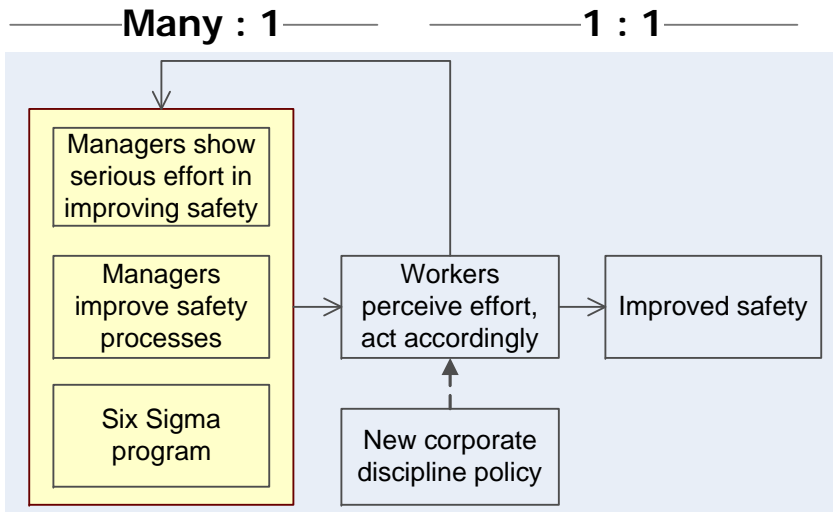 Many : 1
1 : 1
Managers show
serious effort in
improving safety
Managers
improve safety
processes
Six Sigma
program
Workers
perceive effort,
act accordingly
New corporate
discipline policy
Improved safety